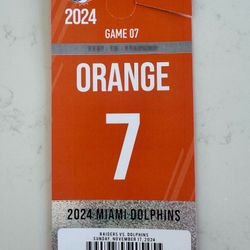 2024
GAME 07
ORANGE
7
2024 MIAMI DOLPHINS
RAIDERS VS. DOLPHINS
SUNDAY, NOVEMBER 17, 2024